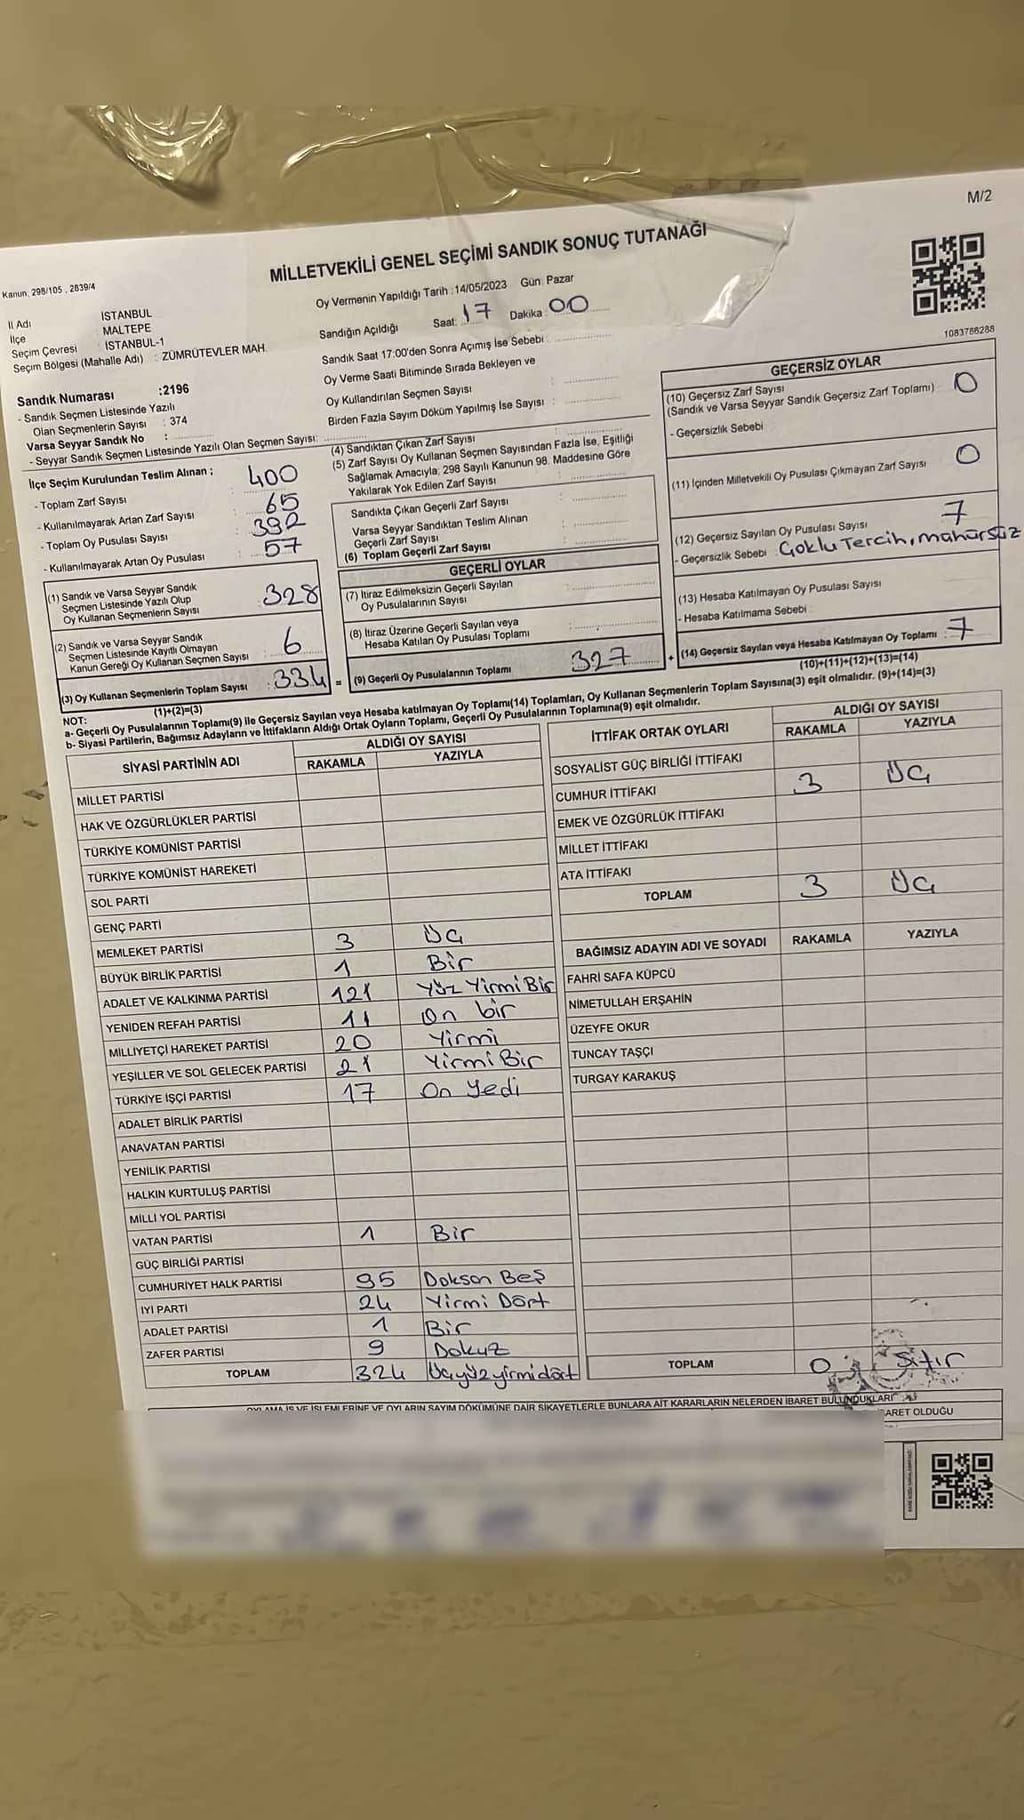 M/2
MİLLETVEKİLİ GENEL SEÇİMİ SANDIK SONUÇ TUTANAĞI
Kanun: 298/105 , 2839/4
Oy Vermenin Yapıldığı Tarih : 14/05/2023 Gün: Pazar
İl Adı : İSTANBUL
İlçe : MALTEPE
Seçim Çevresi : İSTANBUL-1
Seçim Bölgesi (Mahalle Adı) : ZÜMRÜTEVLER MAH.
Sandığın Açıldığı Saat: 17 Dakika: 00
Sandık Saat 17:00'den Sonra Açımış İse Sebebi :
Oy Verme Saati Bitiminde Sırada Bekleyen ve
Oy Kullandırılan Seçmen Sayısı :
Birden Fazla Sayım Döküm Yapılmış İse Sayısı :
1083786288
Sandık Numarası : 2196
- Sandık Seçmen Listesinde Yazılı
Olan Seçmenlerin Sayısı : 374
Varsa Seyyar Sandık No :
- Seyyar Sandık Seçmen Listesinde Yazılı Olan Seçmen Sayısı:
İlçe Seçim Kurulundan Teslim Alınan ;
- Toplam Zarf Sayısı : 400
- Kullanılmayarak Artan Zarf Sayısı : 65
- Toplam Oy Pusulası Sayısı : 392
- Kullanılmayarak Artan Oy Pusulası : 57
(1) Sandık ve Varsa Seyyar Sandık
Seçmen Listesinde Yazılı Olup
Oy Kullanan Seçmenlerin Sayısı : 328
(2) Sandık ve Varsa Seyyar Sandık
Seçmen Listesinde Kayıtlı Olmayan
Kanun Gereği Oy Kullanan Seçmen Sayısı : 6
(3) Oy Kullanan Seçmenlerin Toplam Sayısı : 334 =
(1)+(2)=(3)
(4) Sandıktan Çıkan Zarf Sayısı :
(5) Zarf Sayısı Oy Kullanan Seçmen Sayısından Fazla İse, Eşitliği
Sağlamak Amacıyla, 298 Sayılı Kanunun 98. Maddesine Göre
Yakılarak Yok Edilen Zarf Sayısı :
Sandıkta Çıkan Geçerli Zarf Sayısı :
Varsa Seyyar Sandıktan Teslim Alınan
Geçerli Zarf Sayısı :
(6) Toplam Geçerli Zarf Sayısı :
GEÇERLİ OYLAR
(7) İtiraz Edilmeksizin Geçerli Sayılan
Oy Pusulalarının Sayısı :
(8) İtiraz Üzerine Geçerli Sayılan veya
Hesaba Katılan Oy Pusulası Toplamı :
(9) Geçerli Oy Pusulalarının Toplamı 327 +
GEÇERSİZ OYLAR
(10) Geçersiz Zarf Sayısı
(Sandık ve Varsa Seyyar Sandık Geçersiz Zarf Toplamı) : 0
- Geçersizlik Sebebi
(11) İçinden Milletvekili Oy Pusulası Çıkmayan Zarf Sayısı 0
(12) Geçersiz Sayılan Oy Pusulası Sayısı 7
- Geçersizlik Sebebi Çoklu Tercih, mühürsüz
(13) Hesaba Katılmayan Oy Pusulası Sayısı
- Hesaba Katılmama Sebebi
(14) Geçersiz Sayılan veya Hesaba Katılmayan Oy Toplamı : 7
(10)+(11)+(12)+(13)=(14)
NOT:
a- Geçerli Oy Pusulalarının Toplamı(9) ile Geçersiz Sayılan veya Hesaba katılmayan Oy Toplamı(14) Toplamları, Oy Kullanan Seçmenlerin Toplam Sayısına(3) eşit olmalıdır. (9)+(14)=(3)
b- Siyasi Partilerin, Bağımsız Adayların ve İttifakların Aldığı Ortak Oyların Toplamı, Geçerli Oy Pusulalarının Toplamına(9) eşit olmalıdır.
SİYASİ PARTİNİN ADI ALDIĞI OY SAYISI
RAKAMLA YAZIYLA
MİLLET PARTİSİ
HAK VE ÖZGÜRLÜKLER PARTİSİ
TÜRKİYE KOMÜNİST PARTİSİ
TÜRKİYE KOMÜNİST HAREKETİ
SOL PARTİ
GENÇ PARTİ
MEMLEKET PARTİSİ 3 Üç
BÜYÜK BİRLİK PARTİSİ 1 Bir
ADALET VE KALKINMA PARTİSİ 121 Yüz Yirmi Bir
YENİDEN REFAH PARTİSİ 11 On bir
MİLLİYETÇİ HAREKET PARTİSİ 20 Yirmi
YEŞİLLER VE SOL GELECEK PARTİSİ 21 Yirmi Bir
TÜRKİYE İŞÇİ PARTİSİ 17 On Yedi
ADALET BİRLİK PARTİSİ
ANAVATAN PARTİSİ
YENİLİK PARTİSİ
HALKIN KURTULUŞ PARTİSİ
MİLLİ YOL PARTİSİ
VATAN PARTİSİ 1 Bir
GÜÇ BİRLİĞİ PARTİSİ
CUMHURİYET HALK PARTİSİ 95 Doksan Beş
İYİ PARTİ 24 Yirmi Dört
ADALET PARTİSİ 1 Bir
ZAFER PARTİSİ 9 Dokuz
TOPLAM 324 Üçyüzyirmidört
İTTİFAK ORTAK OYLARI ALDIĞI OY SAYISI
RAKAMLA YAZIYLA
SOSYALİST GÜÇ BİRLİĞİ İTTİFAKI
CUMHUR İTTİFAKI 3 Üç
EMEK VE ÖZGÜRLÜK İTTİFAKI
MİLLET İTTİFAKI
ATA İTTİFAKI
TOPLAM 3 Üç
BAĞIMSIZ ADAYIN ADI VE SOYADI RAKAMLA YAZIYLA
FAHRİ SAFA KÜPCÜ
NİMETULLAH ERŞAHİN
ÜZEYFE OKUR
TUNCAY TAŞÇI
TURGAY KARAKUŞ
TOPLAM 0 Sıfır
OYLAMA İŞ VE İŞLEMLERİNE VE OYLARIN SAYIM DÖKÜMÜNE DAİR ŞİKAYETLERLE BUNLARA AİT KARARLARIN NELERDEN İBARET BULUNDUKLARI
BARET OLDUĞU